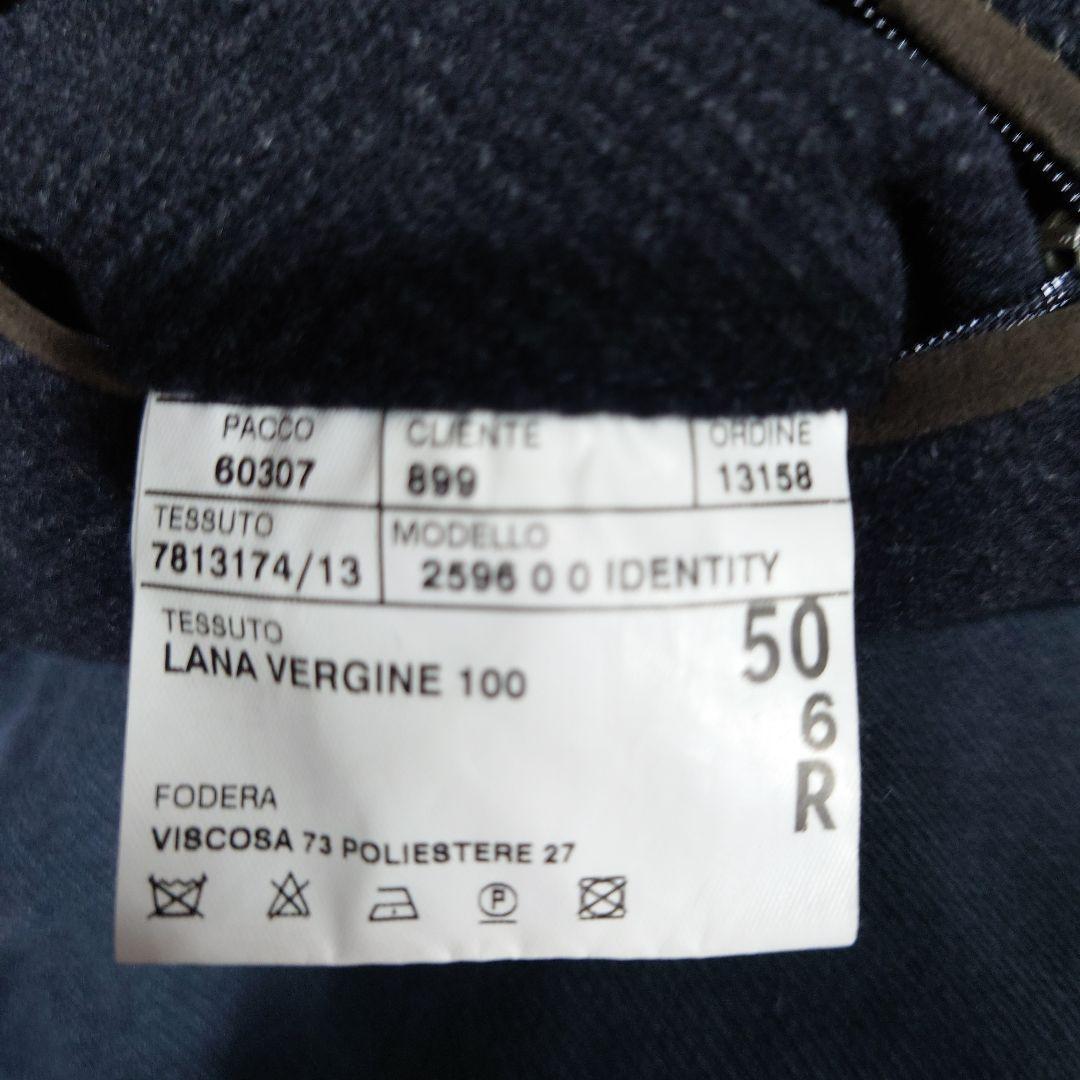 PACCO CLIENTE ORDINE
60307 899 13158
TESSUTO MODELLO
7813174/13 2596 0 0 IDENTITY
TESSUTO
LANA VERGINE 100
50
6
R
FODERA
VISCOSA 73 POLIESTERE 27
P